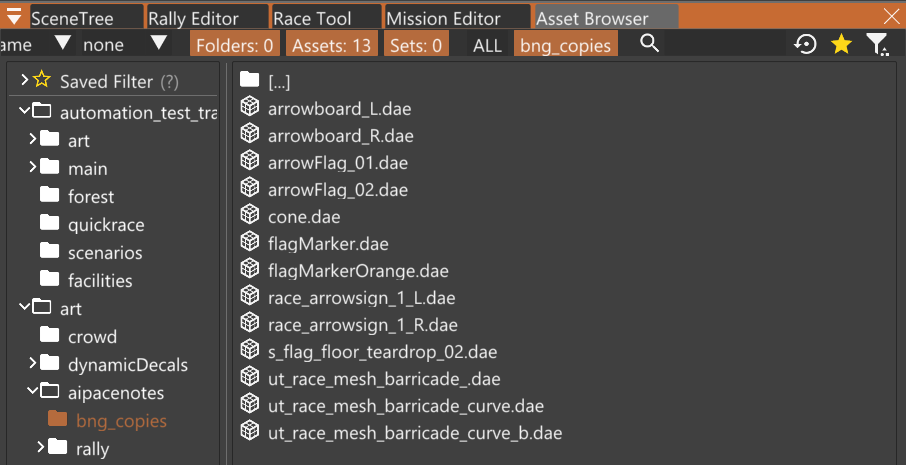 SceneTree Rally Editor Race Tool Mission Editor Asset Browser
ame none Folders: 0 Assets: 13 Sets: 0 ALL bng_copies
Saved Filter (?)
automation_test_tra
art
main
forest
quickrace
scenarios
facilities
art
crowd
dynamicDecals
aipacenotes
bng_copies
rally
[...]
arrowboard_L.dae
arrowboard_R.dae
arrowFlag_01.dae
arrowFlag_02.dae
cone.dae
flagMarker.dae
flagMarkerOrange.dae
race_arrowsign_1_L.dae
race_arrowsign_1_R.dae
s_flag_floor_teardrop_02.dae
ut_race_mesh_barricade_.dae
ut_race_mesh_barricade_curve.dae
ut_race_mesh_barricade_curve_b.dae